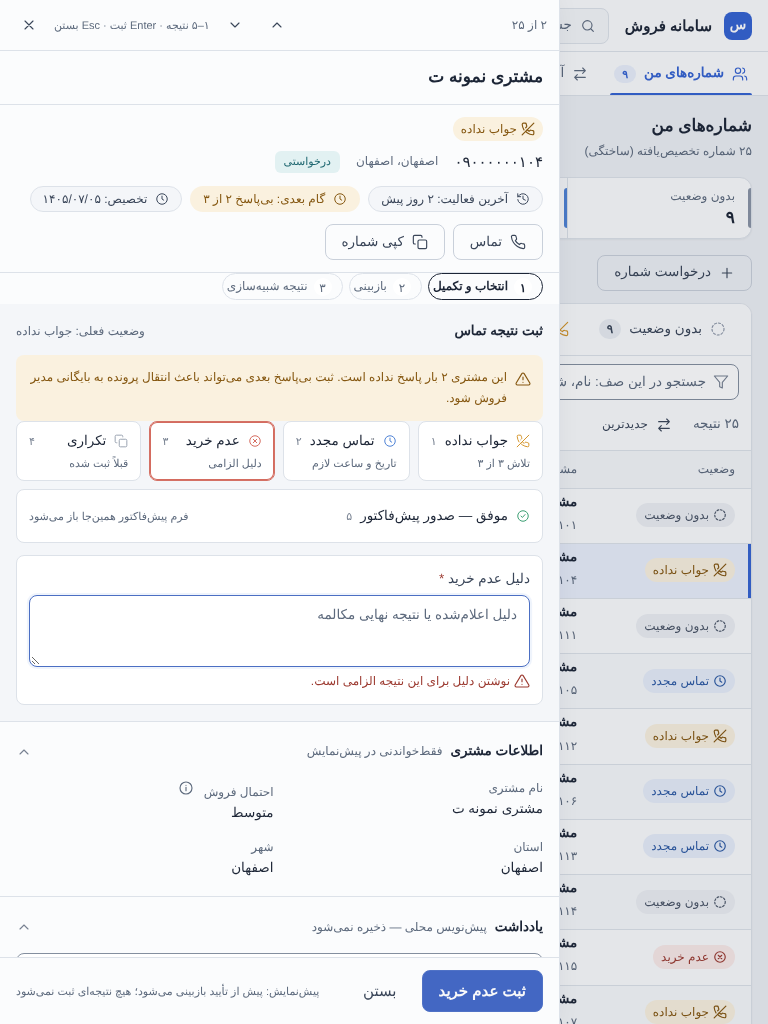 س
سامانه فروش
شماره‌های من
۹
شماره‌های من
۲۵ شماره تخصیص‌یافته (ساختگی)
بدون وضعیت
۹
درخواست شماره
بدون وضعیت
۹
جستجو در این صف: نام،
۲۵ نتیجه
جدیدترین
وضعیت
بدون وضعیت
۱۰۱
جواب نداده
۱۰۴
بدون وضعیت
۱۱۱
تماس مجدد
۱۰۵
جواب نداده
۱۱۲
تماس مجدد
۱۰۶
تماس مجدد
۱۱۳
بدون وضعیت
۱۱۴
عدم خرید
۱۱۵
جواب نداده
۱۰۷
۲ از ۲۵
۱–۵ نتیجه · Enter ثبت · Esc بستن
مشتری نمونه ت
جواب نداده
۰۹۰۰۰۰۰۰۱۰۴
اصفهان، اصفهان
درخواستی
آخرین فعالیت: ۲ روز پیش
گام بعدی: بی‌پاسخ ۲ از ۳
تخصیص: ۱۴۰۵/۰۷/۰۵
تماس
کپی شماره
۱ انتخاب و تکمیل
۲ بازبینی
۳ نتیجه شبیه‌سازی
ثبت نتیجه تماس
وضعیت فعلی: جواب نداده
این مشتری ۲ بار پاسخ نداده است. ثبت بی‌پاسخ بعدی می‌تواند باعث انتقال پرونده به بایگانی مدیر
فروش شود.
جواب نداده ۱
تلاش ۳ از ۳
تماس مجدد ۲
تاریخ و ساعت لازم
عدم خرید ۳
دلیل الزامی
تکراری ۴
قبلاً ثبت شده
موفق — صدور پیش‌فاکتور ۵
فرم پیش‌فاکتور همین‌جا باز می‌شود
دلیل عدم خرید *
دلیل اعلام‌شده یا نتیجه نهایی مکالمه
نوشتن دلیل برای این نتیجه الزامی است.
اطلاعات مشتری
فقط‌خواندنی در پیش‌نمایش
نام مشتری
مشتری نمونه ت
احتمال فروش
متوسط
استان
اصفهان
شهر
اصفهان
یادداشت
پیش‌نویس محلی — ذخیره نمی‌شود
ثبت عدم خرید
بستن
پیش‌نمایش: پیش از تأیید بازبینی می‌شود؛ هیچ نتیجه‌ای ثبت نمی‌شود